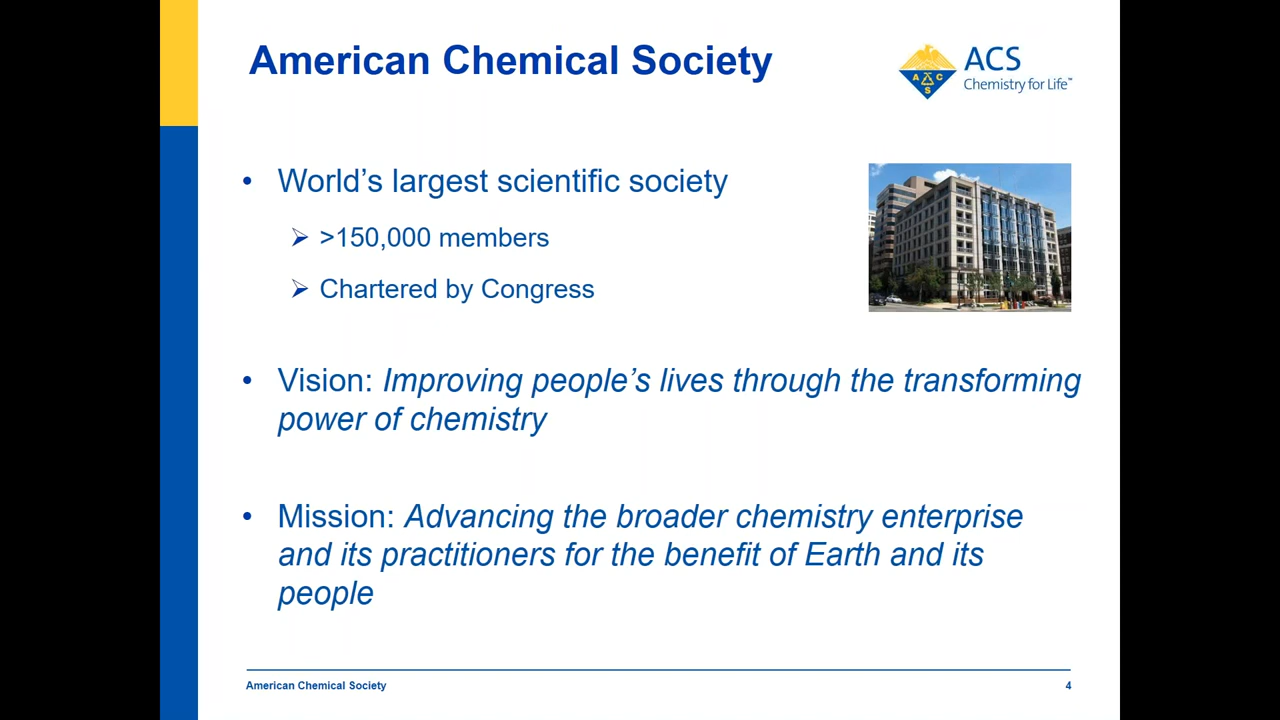 American Chemical Society
ACS
Chemistry for Life™
A C S
• World’s largest scientific society
➢ >150,000 members
➢ Chartered by Congress
• Vision: Improving people’s lives through the transforming
power of chemistry
• Mission: Advancing the broader chemistry enterprise
and its practitioners for the benefit of Earth and its
people
American Chemical Society
4